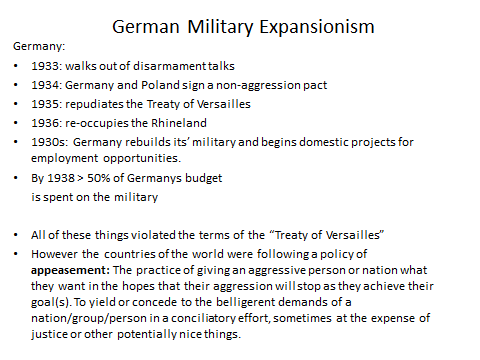 German Military Expansionism
Germany:
• 1933: walks out of disarmament talks
• 1934: Germany and Poland sign a non-aggression pact
• 1935: repudiates the Treaty of Versailles
• 1936: re-occupies the Rhineland
• 1930s: Germany rebuilds its' military and begins domestic projects for
employment opportunities.
• By 1938 > 50% of Germanys budget
is spent on the military
• All of these things violated the terms of the “Treaty of Versailles”
• However the countries of the world were following a policy of
appeasement: The practice of giving an aggressive person or nation what
they want in the hopes that their aggression will stop as they achieve their
goal(s). To yield or concede to the belligerent demands of a
nation/group/person in a conciliatory effort, sometimes at the expense of
justice or other potentially nice things.